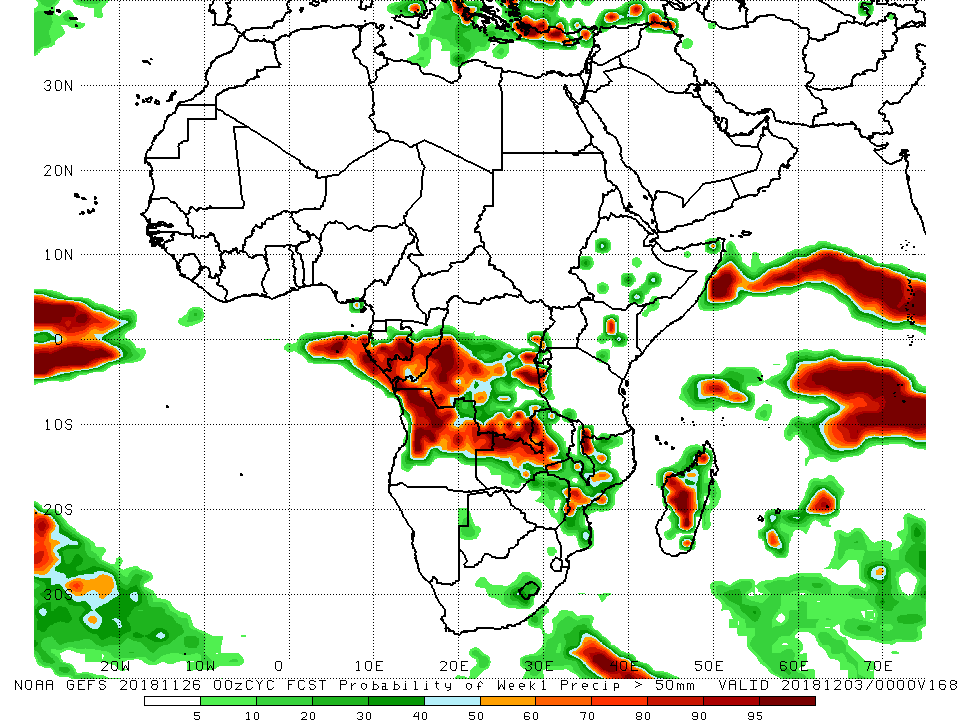 30N
20N
10N
0
10S
20S
30S
20W 10W 0 10E 20E 30E 40E 50E 60E 70E
NOAA GEFS 20181126 00zCYC FCST Probability of Week1 Precip > 50mm VALID 20181203/0000V168
5 10 20 30 40 50 60 70 80 90 95